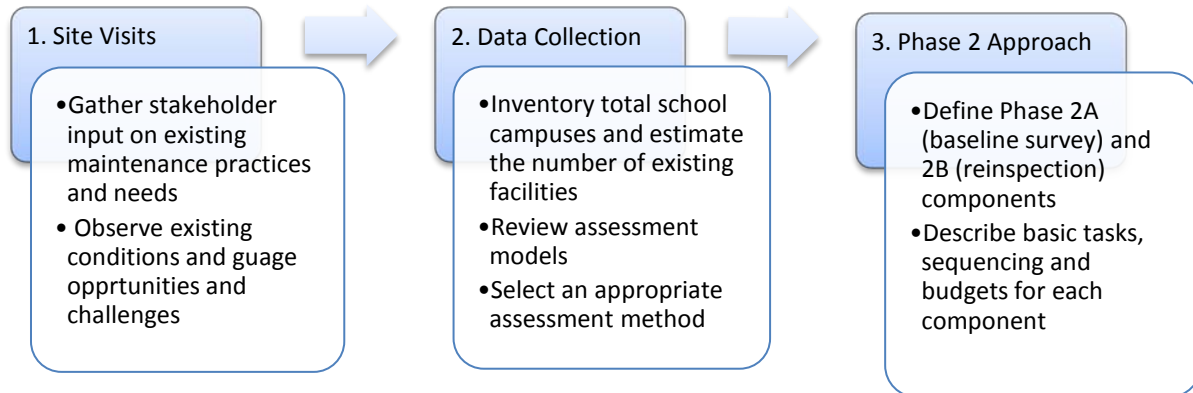 1. Site Visits
•Gather stakeholder
input on existing
maintenance practices
and needs
• Observe existing
conditions and guage
opprtunities and
challenges
2. Data Collection
•Inventory total school
campuses and estimate
the number of existing
facilities
•Review assessment
models
•Select an appropriate
assessment method
3. Phase 2 Approach
•Define Phase 2A
(baseline survey) and
2B (reinspection)
components
•Describe basic tasks,
sequencing and
budgets for each
component